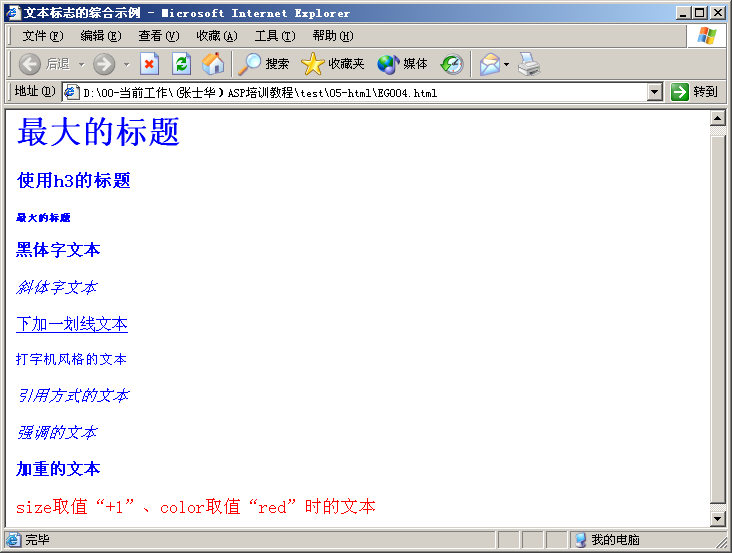 文本标志的综合示例 - Microsoft Internet Explorer
文件(F) 编辑(E) 查看(V) 收藏(A) 工具(T) 帮助(H)
后退 搜索 收藏夹 媒体
地址(D) D:\00-当前工作\(张士华)ASP培训教程\test\05-html\EG004.html 转到
最大的标题
使用h3的标题
最大的标题
黑体字文本
斜体字文本
下加一划线文本
打字机风格的文本
引用方式的文本
强调的文本
加重的文本
size取值“+1”、color取值“red”时的文本
完毕 我的电脑